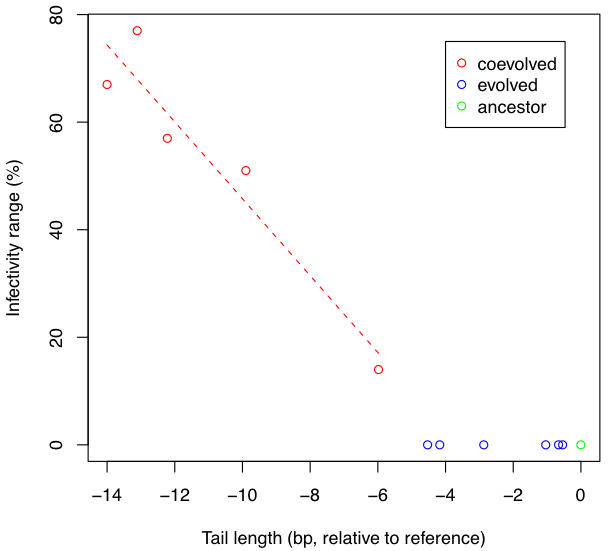 80
60
40
20
0
Infectivity range (%)
coevolved
evolved
ancestor
−14 −12 −10 −8 −6 −4 −2 0
Tail length (bp, relative to reference)